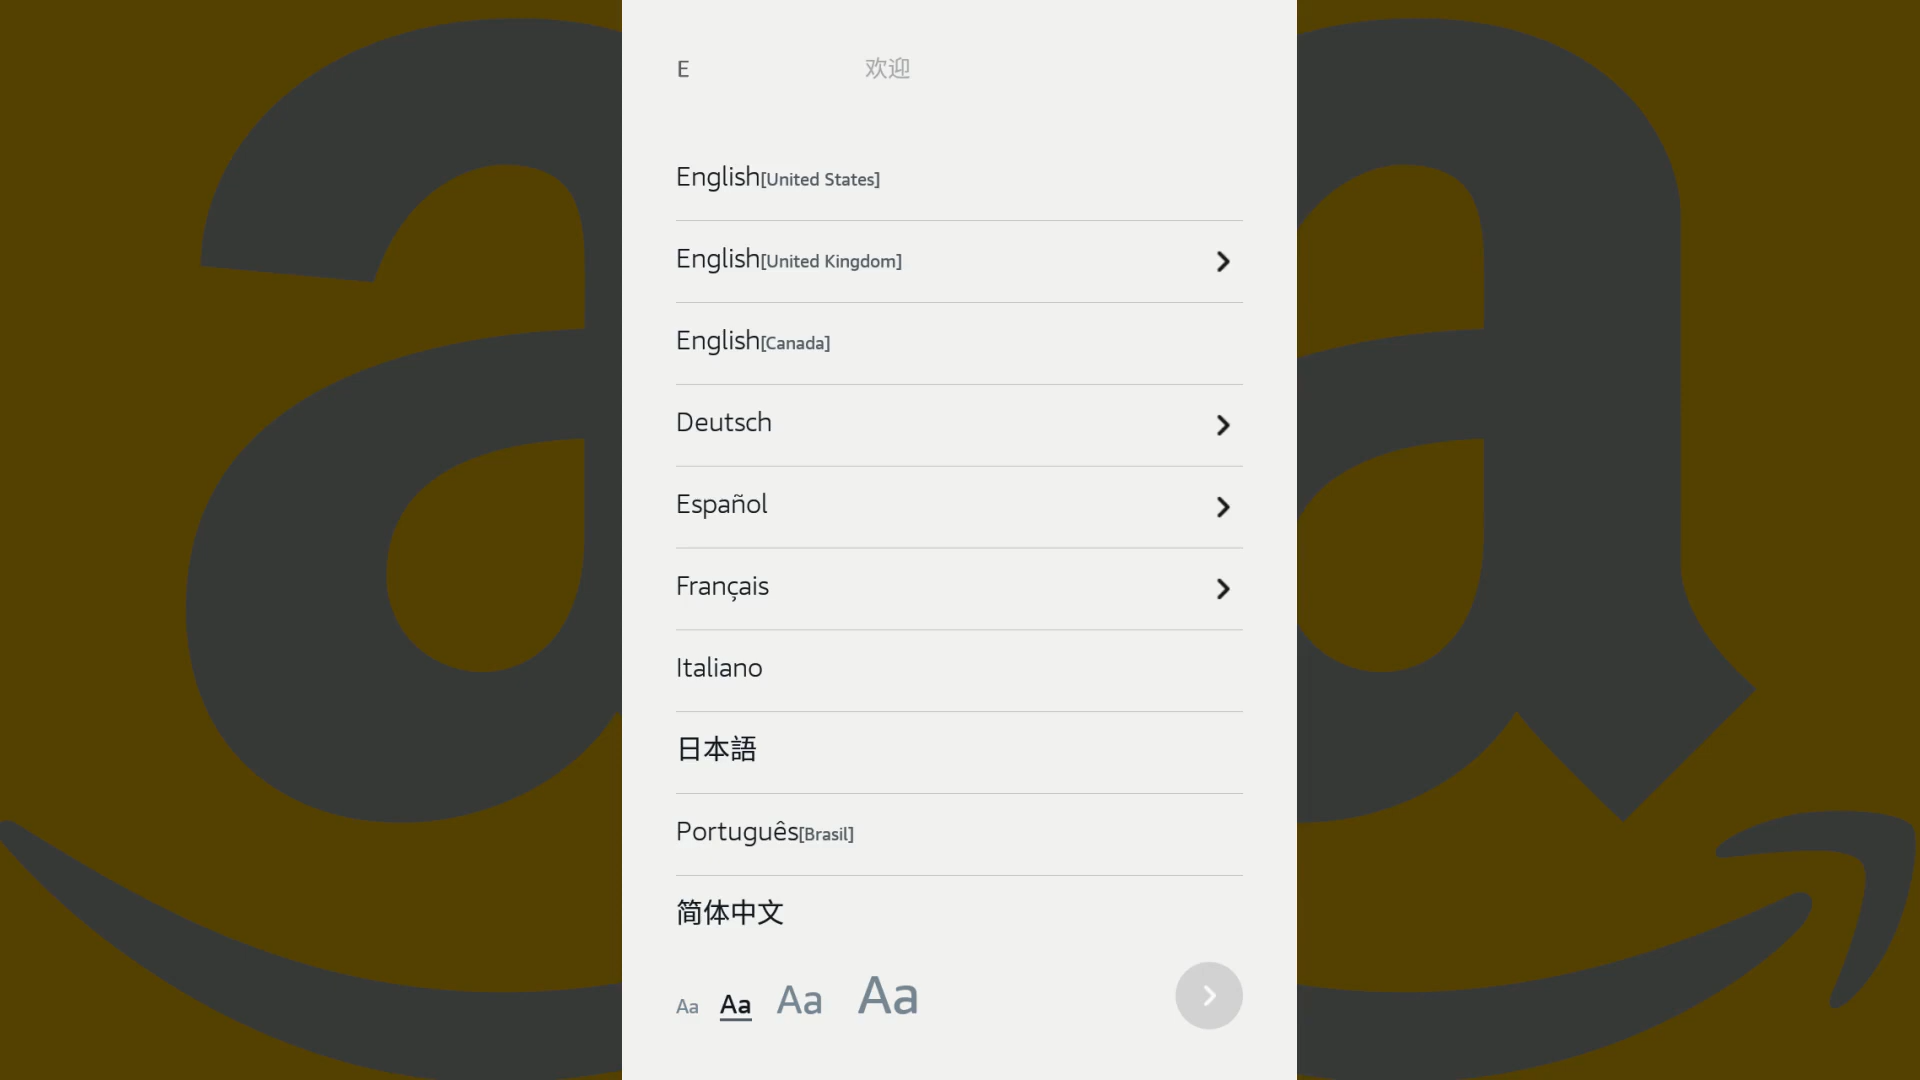 E 欢迎
English[United States]
English[United Kingdom]
English[Canada]
Deutsch
Español
Français
Italiano
日本語
Português[Brasil]
简体中文
Aa Aa Aa Aa